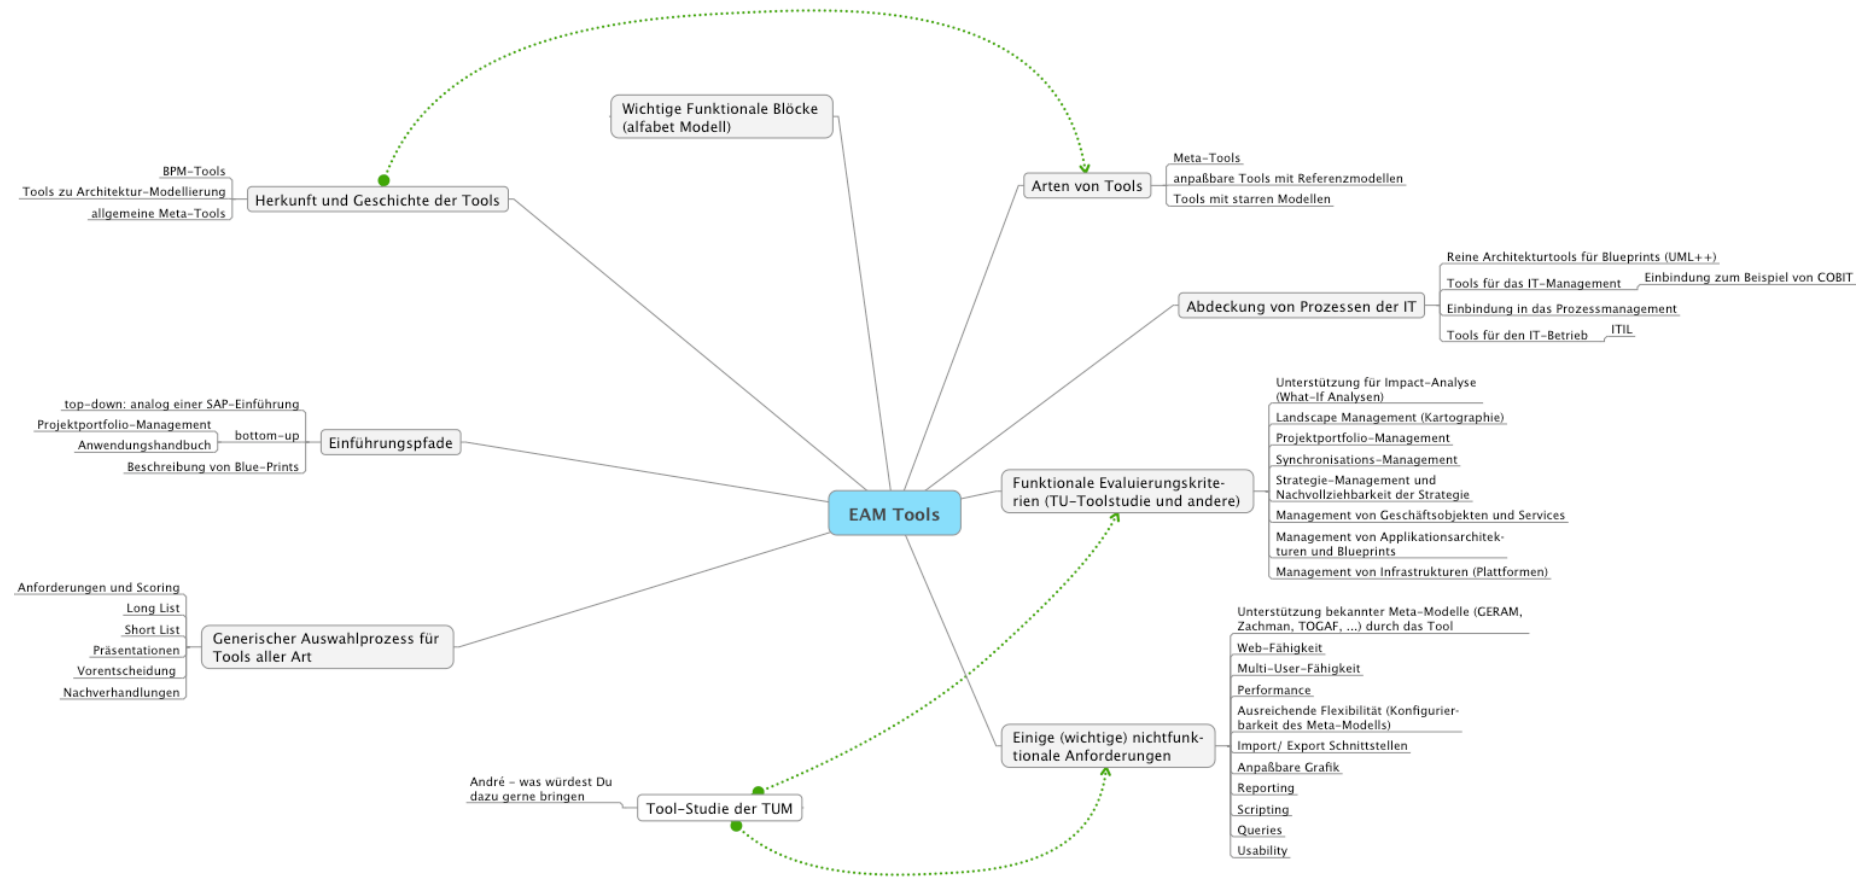 Wichtige Funktionale Blöcke
(alfabet Modell)
BPM-Tools
Tools zu Architektur-Modellierung
allgemeine Meta-Tools
Herkunft und Geschichte der Tools
Arten von Tools
Meta-Tools
anpaßbare Tools mit Referenzmodellen
Tools mit starren Modellen
Abdeckung von Prozessen der IT
Reine Architekturtools für Blueprints (UML++)
Tools für das IT-Management
Einbindung zum Beispiel von COBIT
Einbindung in das Prozessmanagement
Tools für den IT-Betrieb
ITIL
top-down: analog einer SAP-Einführung
Projektportfolio-Management
Anwendungshandbuch
bottom-up
Beschreibung von Blue-Prints
Einführungspfade
EAM Tools
Funktionale Evaluierungskrite-
rien (TU-Toolstudie und andere)
Unterstützung für Impact-Analyse
(What-If Analysen)
Landscape Management (Kartographie)
Projektportfolio-Management
Synchronisations-Management
Strategie-Management und
Nachvollziehbarkeit der Strategie
Management von Geschäftsobjekten und Services
Management von Applikationsarchitek-
turen und Blueprints
Management von Infrastrukturen (Plattformen)
Anforderungen und Scoring
Long List
Short List
Präsentationen
Vorentscheidung
Nachverhandlungen
Generischer Auswahlprozess für
Tools aller Art
Einige (wichtige) nichtfunk-
tionale Anforderungen
Unterstützung bekannter Meta-Modelle (GERAM,
Zachman, TOGAF, ...) durch das Tool
Web-Fähigkeit
Multi-User-Fähigkeit
Performance
Ausreichende Flexibilität (Konfigurier-
barkeit des Meta-Modells)
Import/ Export Schnittstellen
Anpaßbare Grafik
Reporting
Scripting
Queries
Usability
André - was würdest Du
dazu gerne bringen
Tool-Studie der TUM